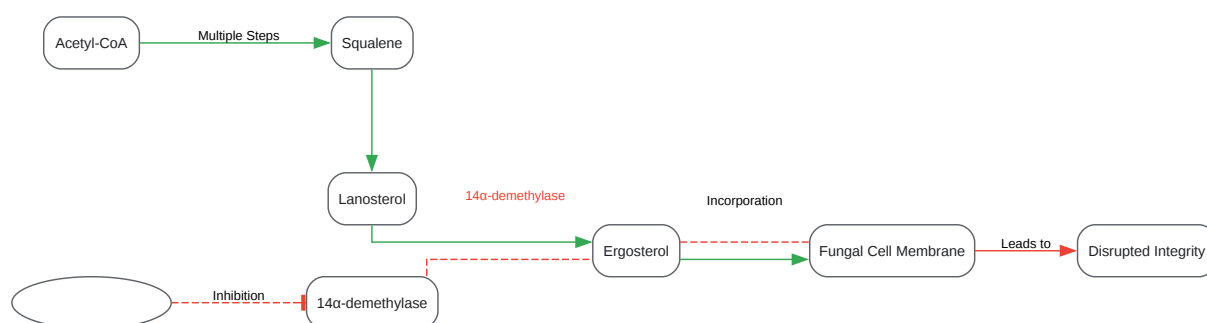 Acetyl-CoA
Multiple Steps
Squalene
Lanosterol
14α-demethylase
Incorporation
Ergosterol
Fungal Cell Membrane
Leads to
Disrupted Integrity
Inhibition
14α-demethylase